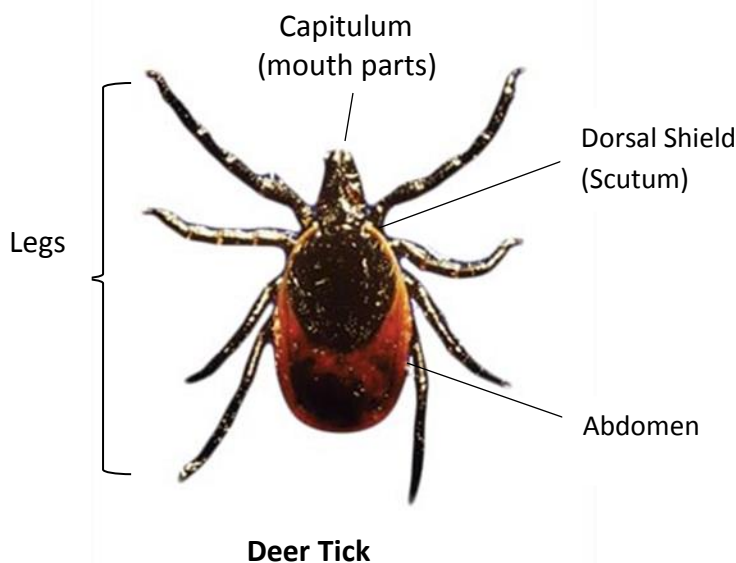 Capitulum
(mouth parts)
Dorsal Shield
(Scutum)
Legs
Abdomen
Deer Tick